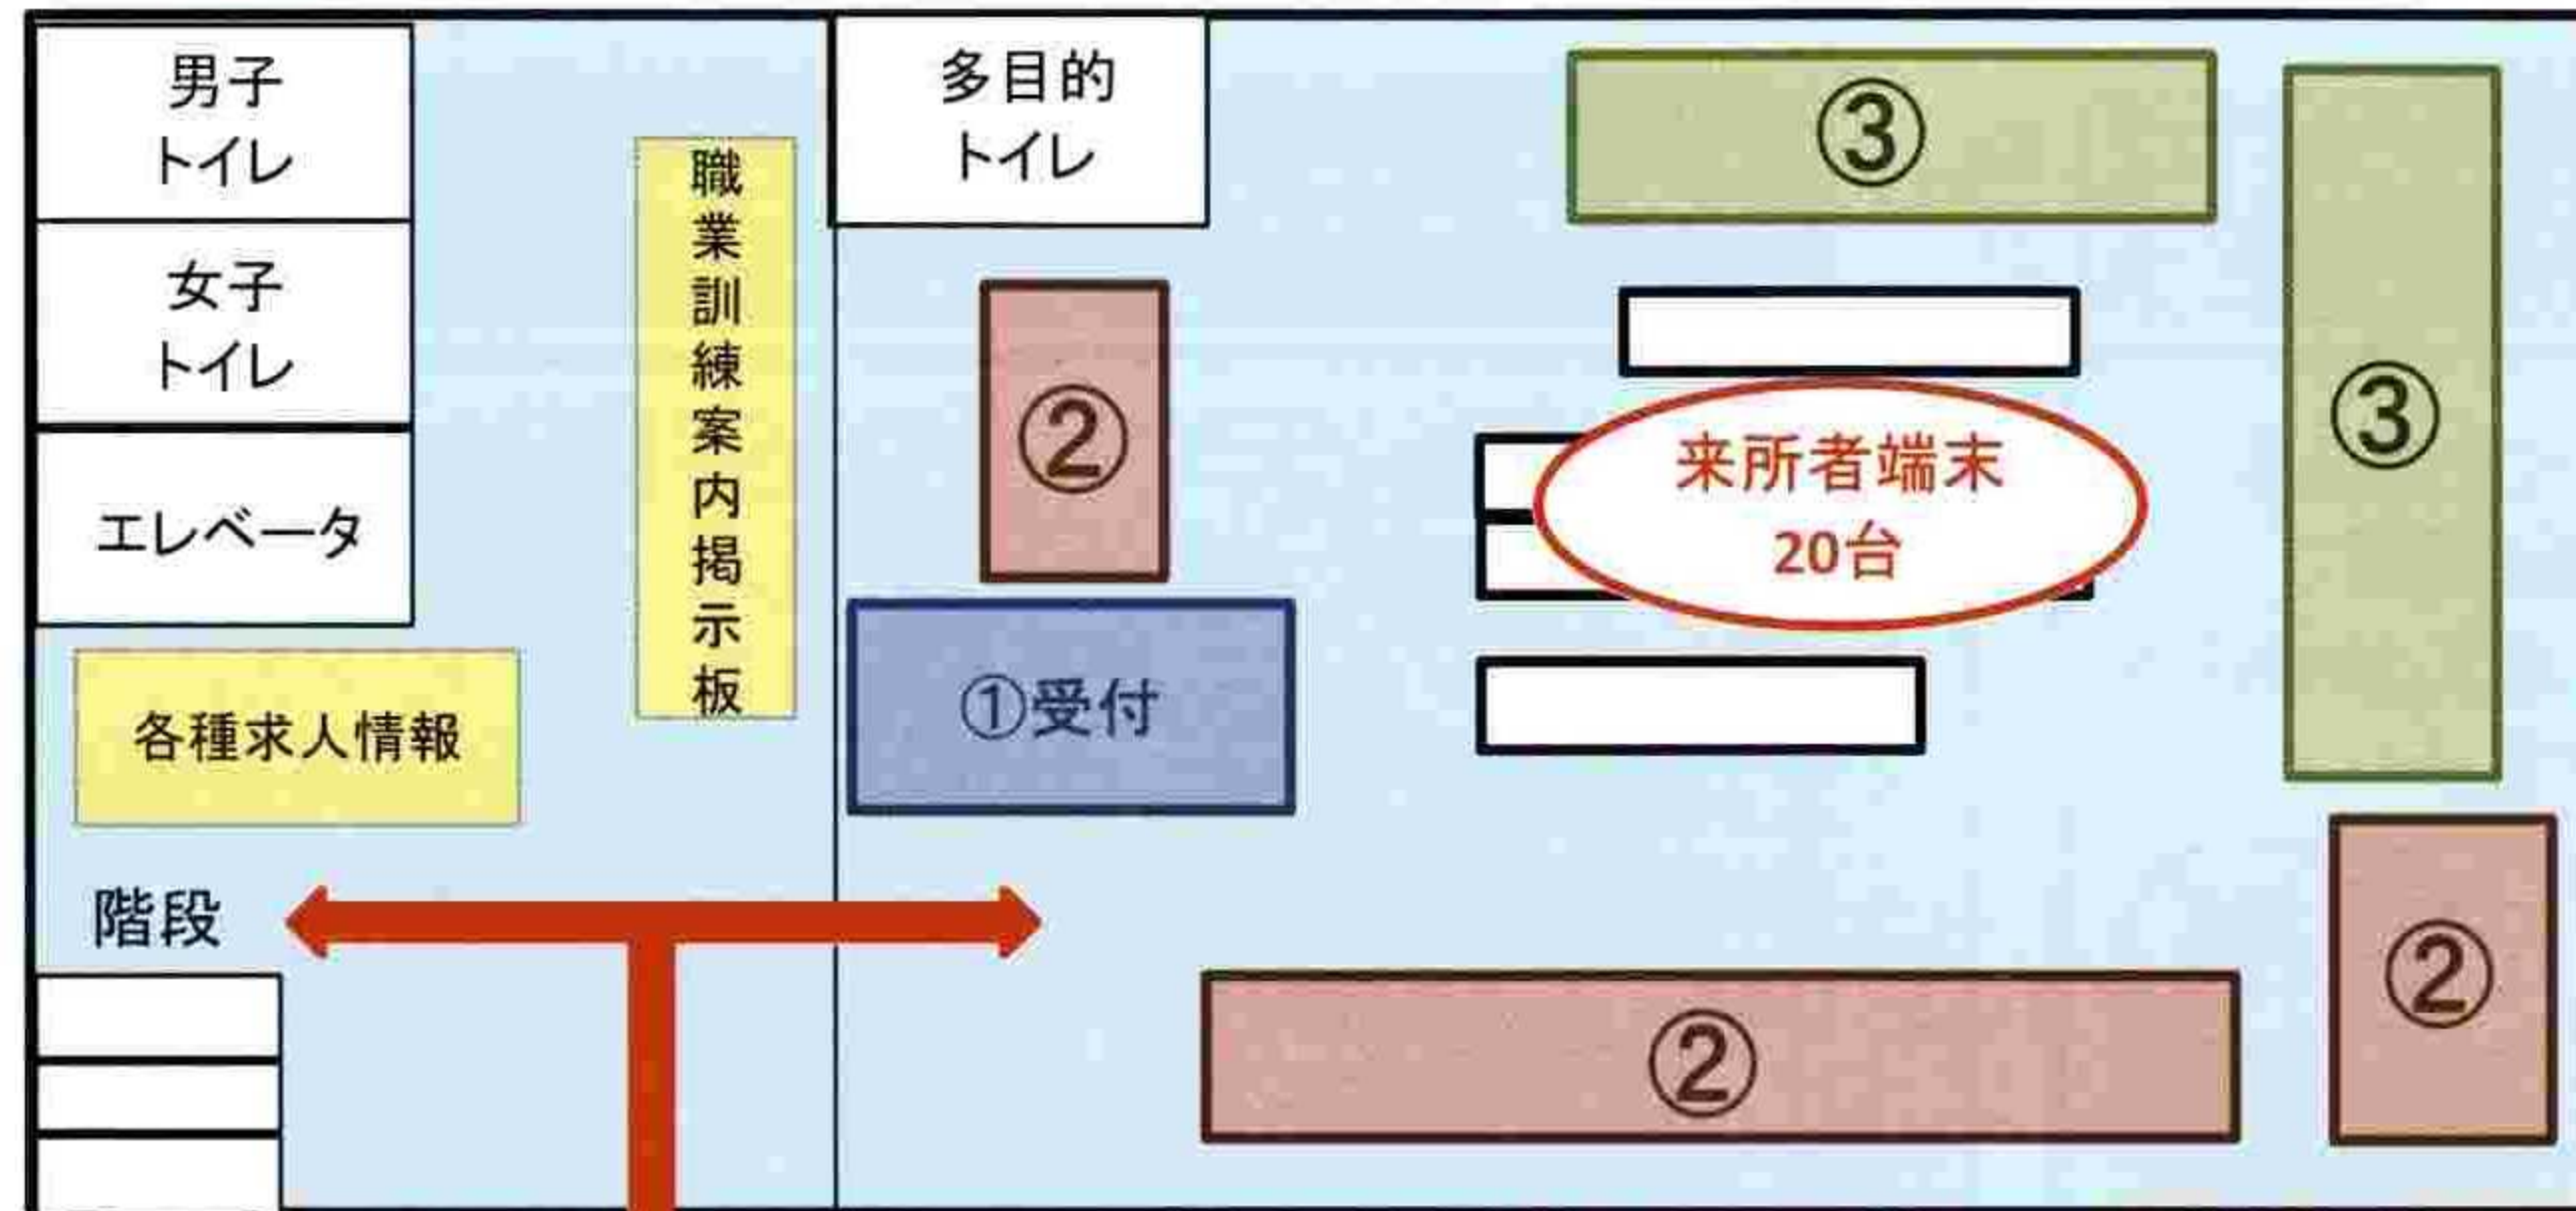 男子
トイレ
女子
トイレ
エレベータ
各種求人情報
階段
職業訓練案内掲示板
多目的
トイレ
②
①受付
③
来所者端末
20台
③
②
②